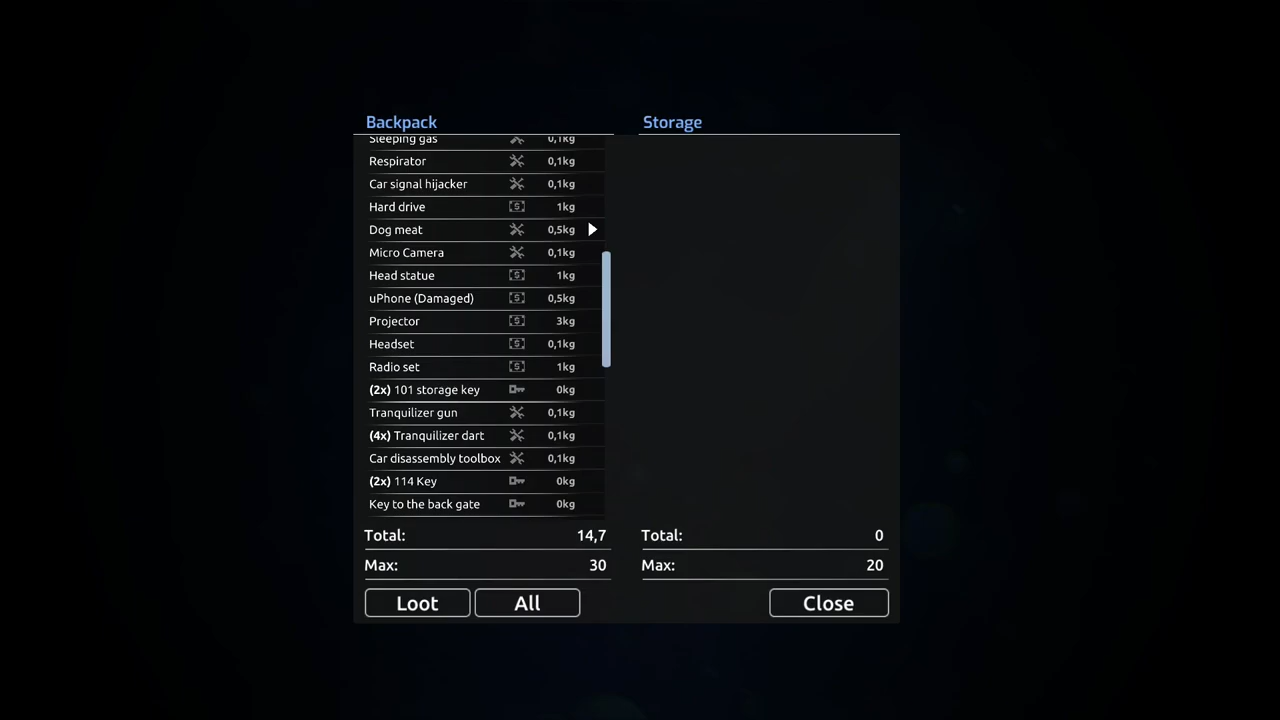 Backpack
Storage
Sleeping gas 0,1kg
Respirator 0,1kg
Car signal hijacker 0,1kg
Hard drive 1kg
Dog meat 0,5kg
Micro Camera 0,1kg
Head statue 1kg
uPhone (Damaged) 0,5kg
Projector 3kg
Headset 0,1kg
Radio set 1kg
(2x) 101 storage key 0kg
Tranquilizer gun 0,1kg
(4x) Tranquilizer dart 0,1kg
Car disassembly toolbox 0,1kg
(2x) 114 Key 0kg
Key to the back gate 0kg
Total: 14,7
Max: 30
Total: 0
Max: 20
Loot
All
Close